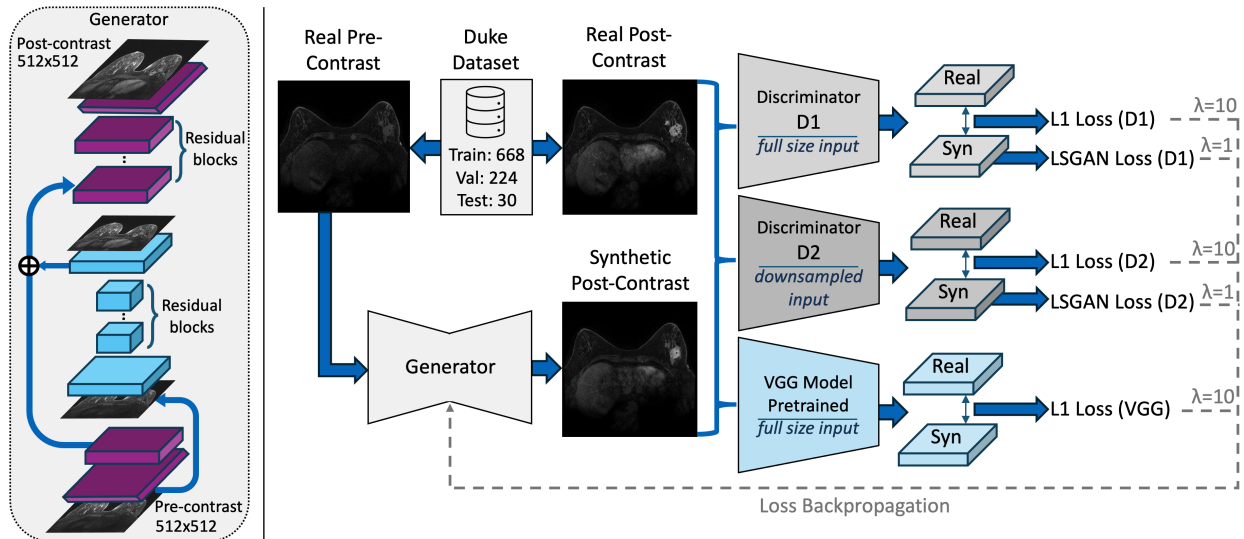 Generator
Post-contrast
512x512
Residual
blocks
Residual
blocks
Pre-contrast
512x512
Real Pre-
Contrast
Duke
Dataset
Train: 668
Val: 224
Test: 30
Real Post-
Contrast
Generator
Synthetic
Post-Contrast
Discriminator
D1
full size input
Real
Syn
L1 Loss (D1)
λ=10
LSGAN Loss (D1)
λ=1
Discriminator
D2
downsampled
input
Real
Syn
L1 Loss (D2)
λ=10
LSGAN Loss (D2)
λ=1
VGG Model
Pretrained
full size input
Real
Syn
L1 Loss (VGG)
λ=10
Loss Backpropagation